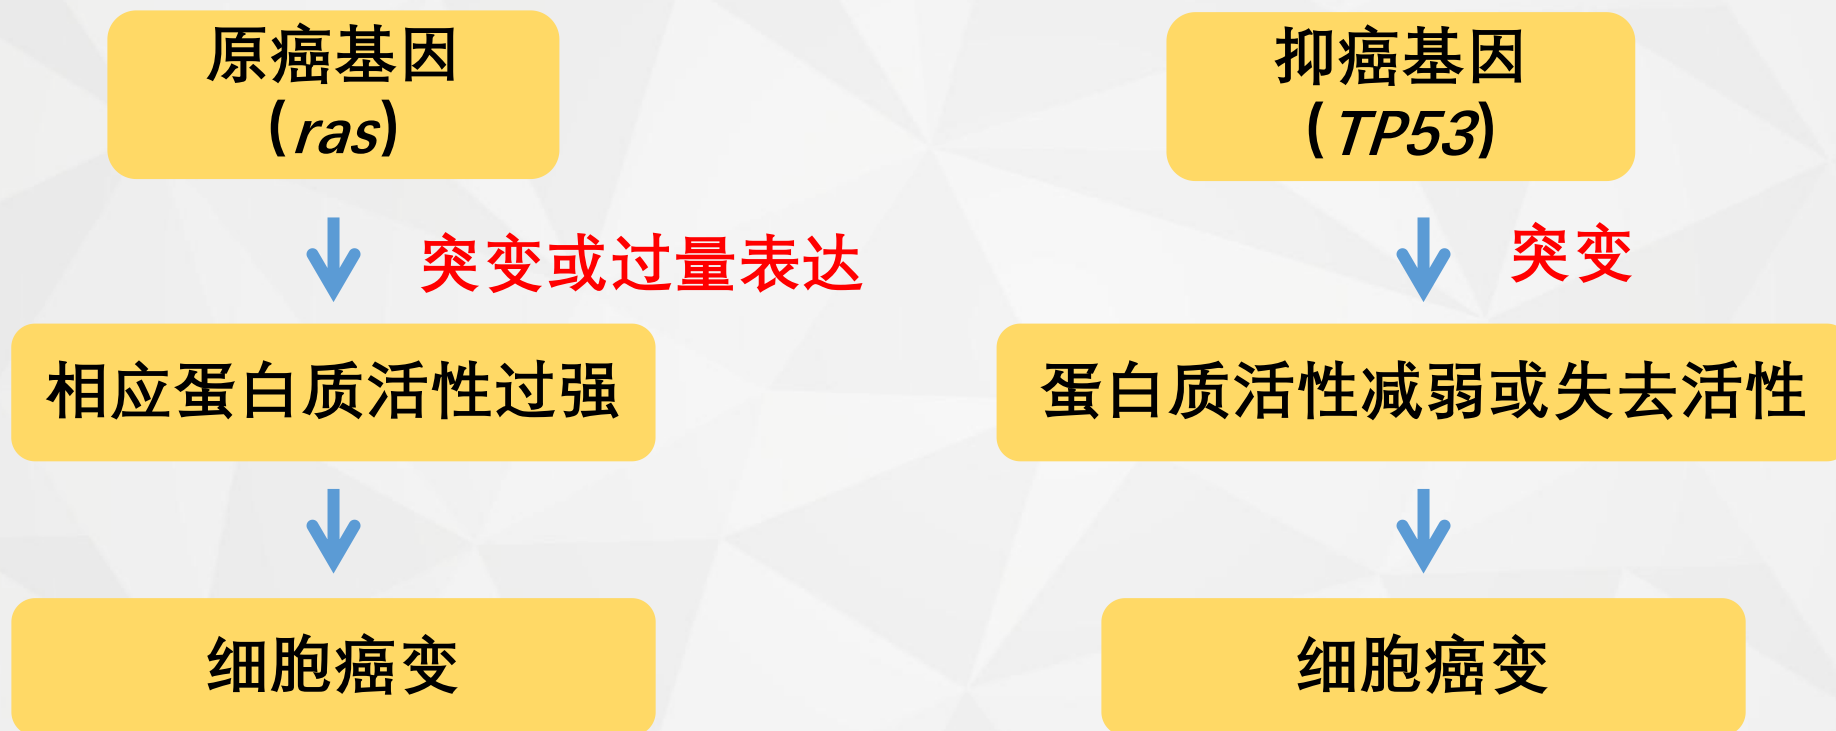 原癌基因
(ras)
突变或过量表达
相应蛋白质活性过强
细胞癌变
抑癌基因
(TP53)
突变
蛋白质活性减弱或失去活性
细胞癌变